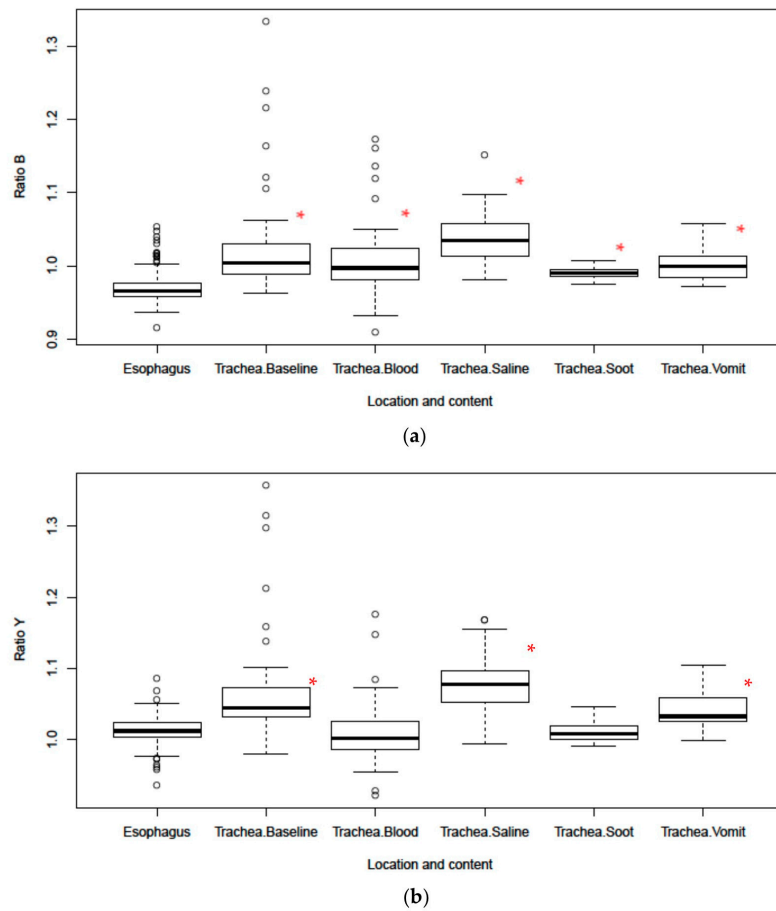 1.3
1.2
1.1
1.0
0.9
Ratio B
* * * * *
Esophagus Trachea.Baseline Trachea.Blood Trachea.Saline Trachea.Soot Trachea.Vomit
Location and content
(a)
1.3
1.2
1.1
1.0
Ratio Y
* * *
Esophagus Trachea.Baseline Trachea.Blood Trachea.Saline Trachea.Soot Trachea.Vomit
Location and content
(b)